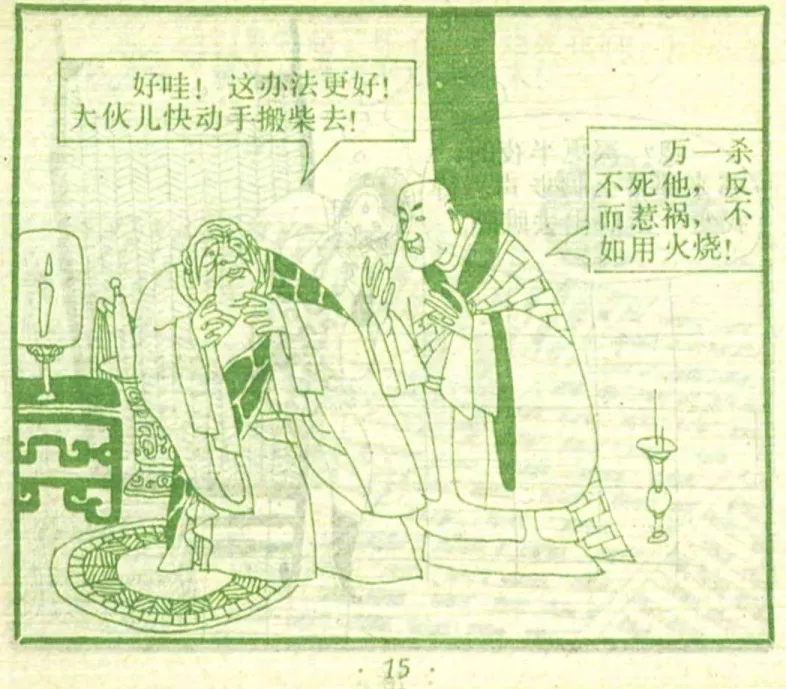 好哇！这办法更好！
大伙儿快动手搬柴去！
万一杀
不死他，反
而惹祸，不
如用火烧！
· 15 ·